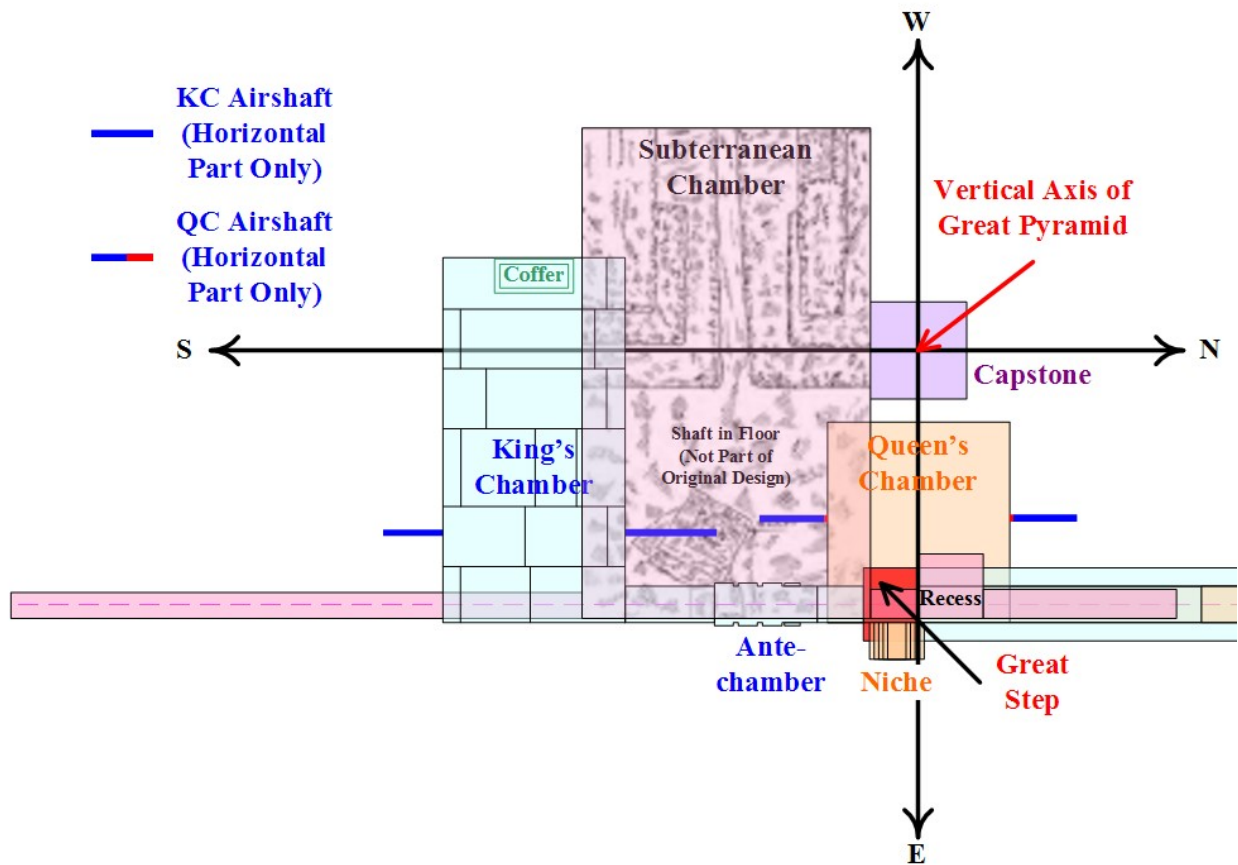 W
KC Airshaft
(Horizontal
Part Only)
QC Airshaft
(Horizontal
Part Only)
Subterranean
Chamber
Vertical Axis of
Great Pyramid
Coffer
S
N
Capstone
King's
Chamber
Shaft in Floor
(Not Part of
Original Design)
Queen's
Chamber
Recess
Ante-
chamber
Niche
Great
Step
E